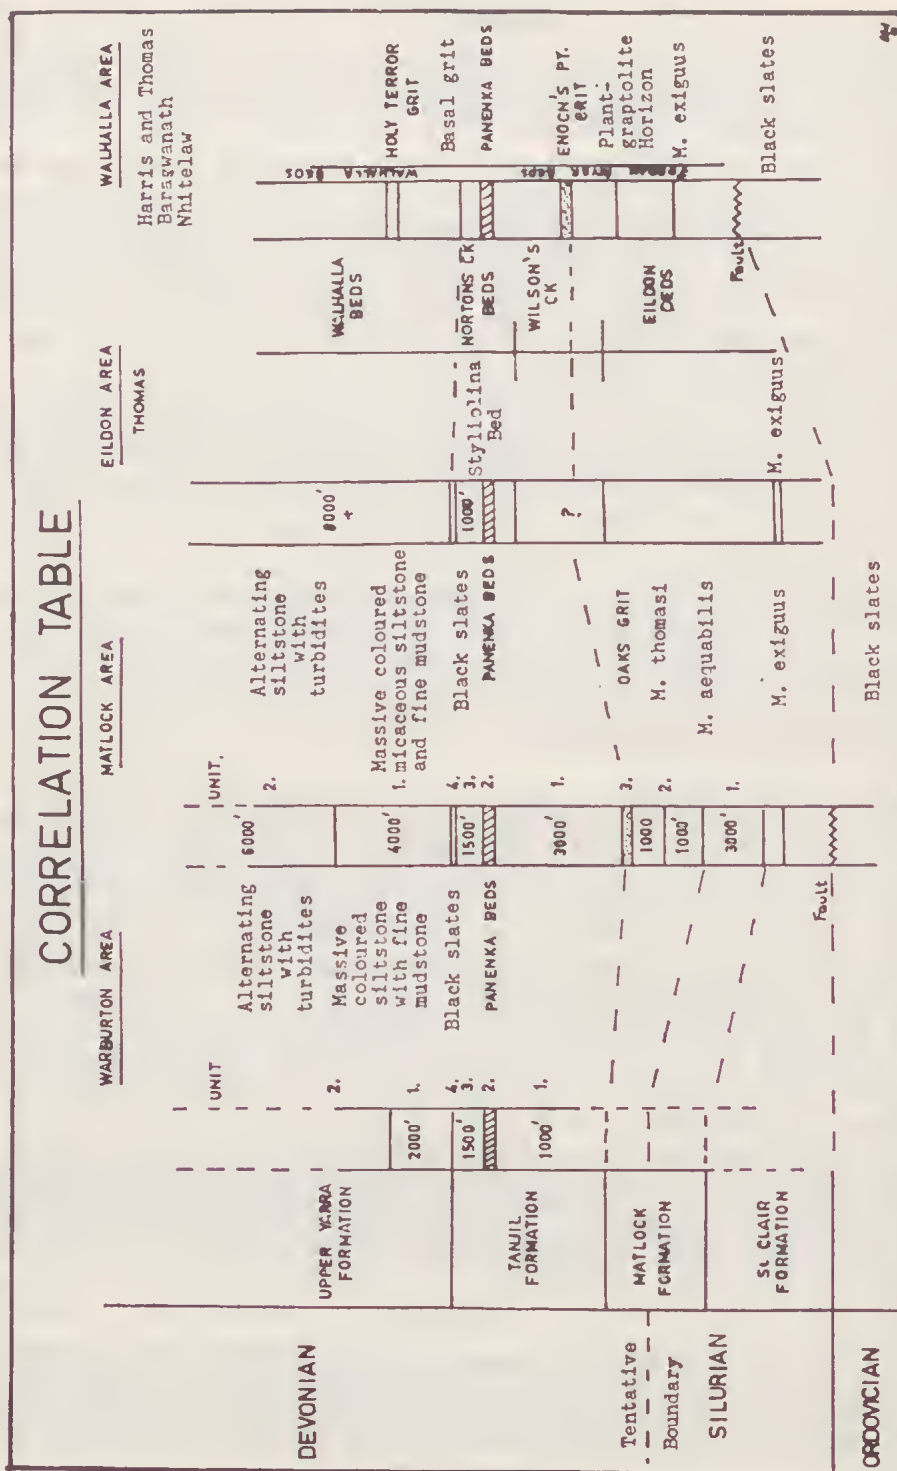 CORRELATION TABLE
WARBURTON AREA
MATLOCK AREA
EILDON AREA
THOMAS
WALHALLA AREA
Harris and Thomas
Baragwanath
Whitelaw
DEVONIAN
Tentative
Boundary
SILURIAN
ORDOVICIAN
UPPER YARRA
FORMATION
TANJIL
FORMATION
MATLOCK
FORMATION
St CLAIR
FORMATION
2000'
1500'
1000'
UNIT
2.
1.
4.
3.
2.
1.
Alternating
siltstone
with
turbidites
Massive
coloured
siltstone
with fine
mudstone
Black slates
PANENKA BEDS
6000'
4000'
1500'
3000'
1000
1000'
3000'
Fault
UNIT.
2.
1.
4.
3.
2.
1.
3.
2.
1.
Alternating
siltstone
with
turbidites
Massive coloured
micaceous siltstone
and fine mudstone
Black slates
PANENKA BEDS
OAKS GRIT
M. thomasi
M. aequabilis
M. exiguus
Black slates
8000'
+
1000'
?
Styliolina
Bed
M. exiguus
WALHALLA
BEDS
NORTONS CK
BEDS
WILSON'S
CK
EILDON
BEDS
Fault
WALHALLA
BEDS
HOLY TERROR
GRIT
Basal grit
PANENKA BEDS
ENOCH'S PT.
GRIT
Plant-
graptolite
Horizon
M. exiguus
Black slates